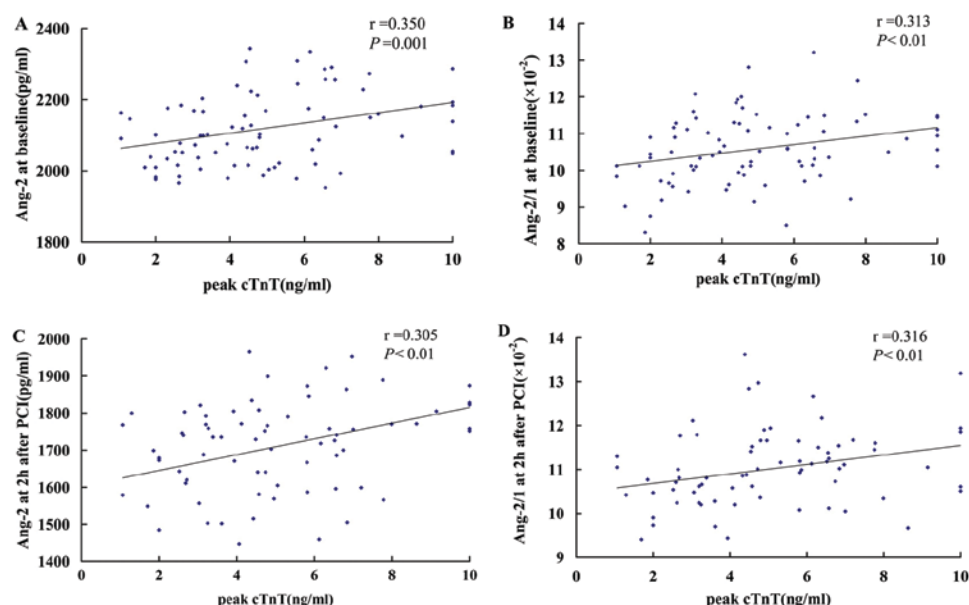 A
r =0.350
P =0.001
Ang-2 at baseline(pg/ml)
2400
2200
2000
1800
0 2 4 6 8 10
peak cTnT(ng/ml)
B
r =0.313
P< 0.01
Ang-2/1 at baseline(×10-2)
14
13
12
11
10
9
8
0 2 4 6 8 10
peak cTnT(ng/ml)
C
r=0.305
P< 0.01
Ang-2 at 2h after PCI(pg/ml)
2000
1900
1800
1700
1600
1500
1400
0 2 4 6 8 10
peak cTnT(ng/ml)
D
r=0.316
P< 0.01
Ang-2/1 at 2h after PCI(×10-2)
14
13
12
11
10
9
0 2 4 6 8 10
peak cTnT(ng/ml)